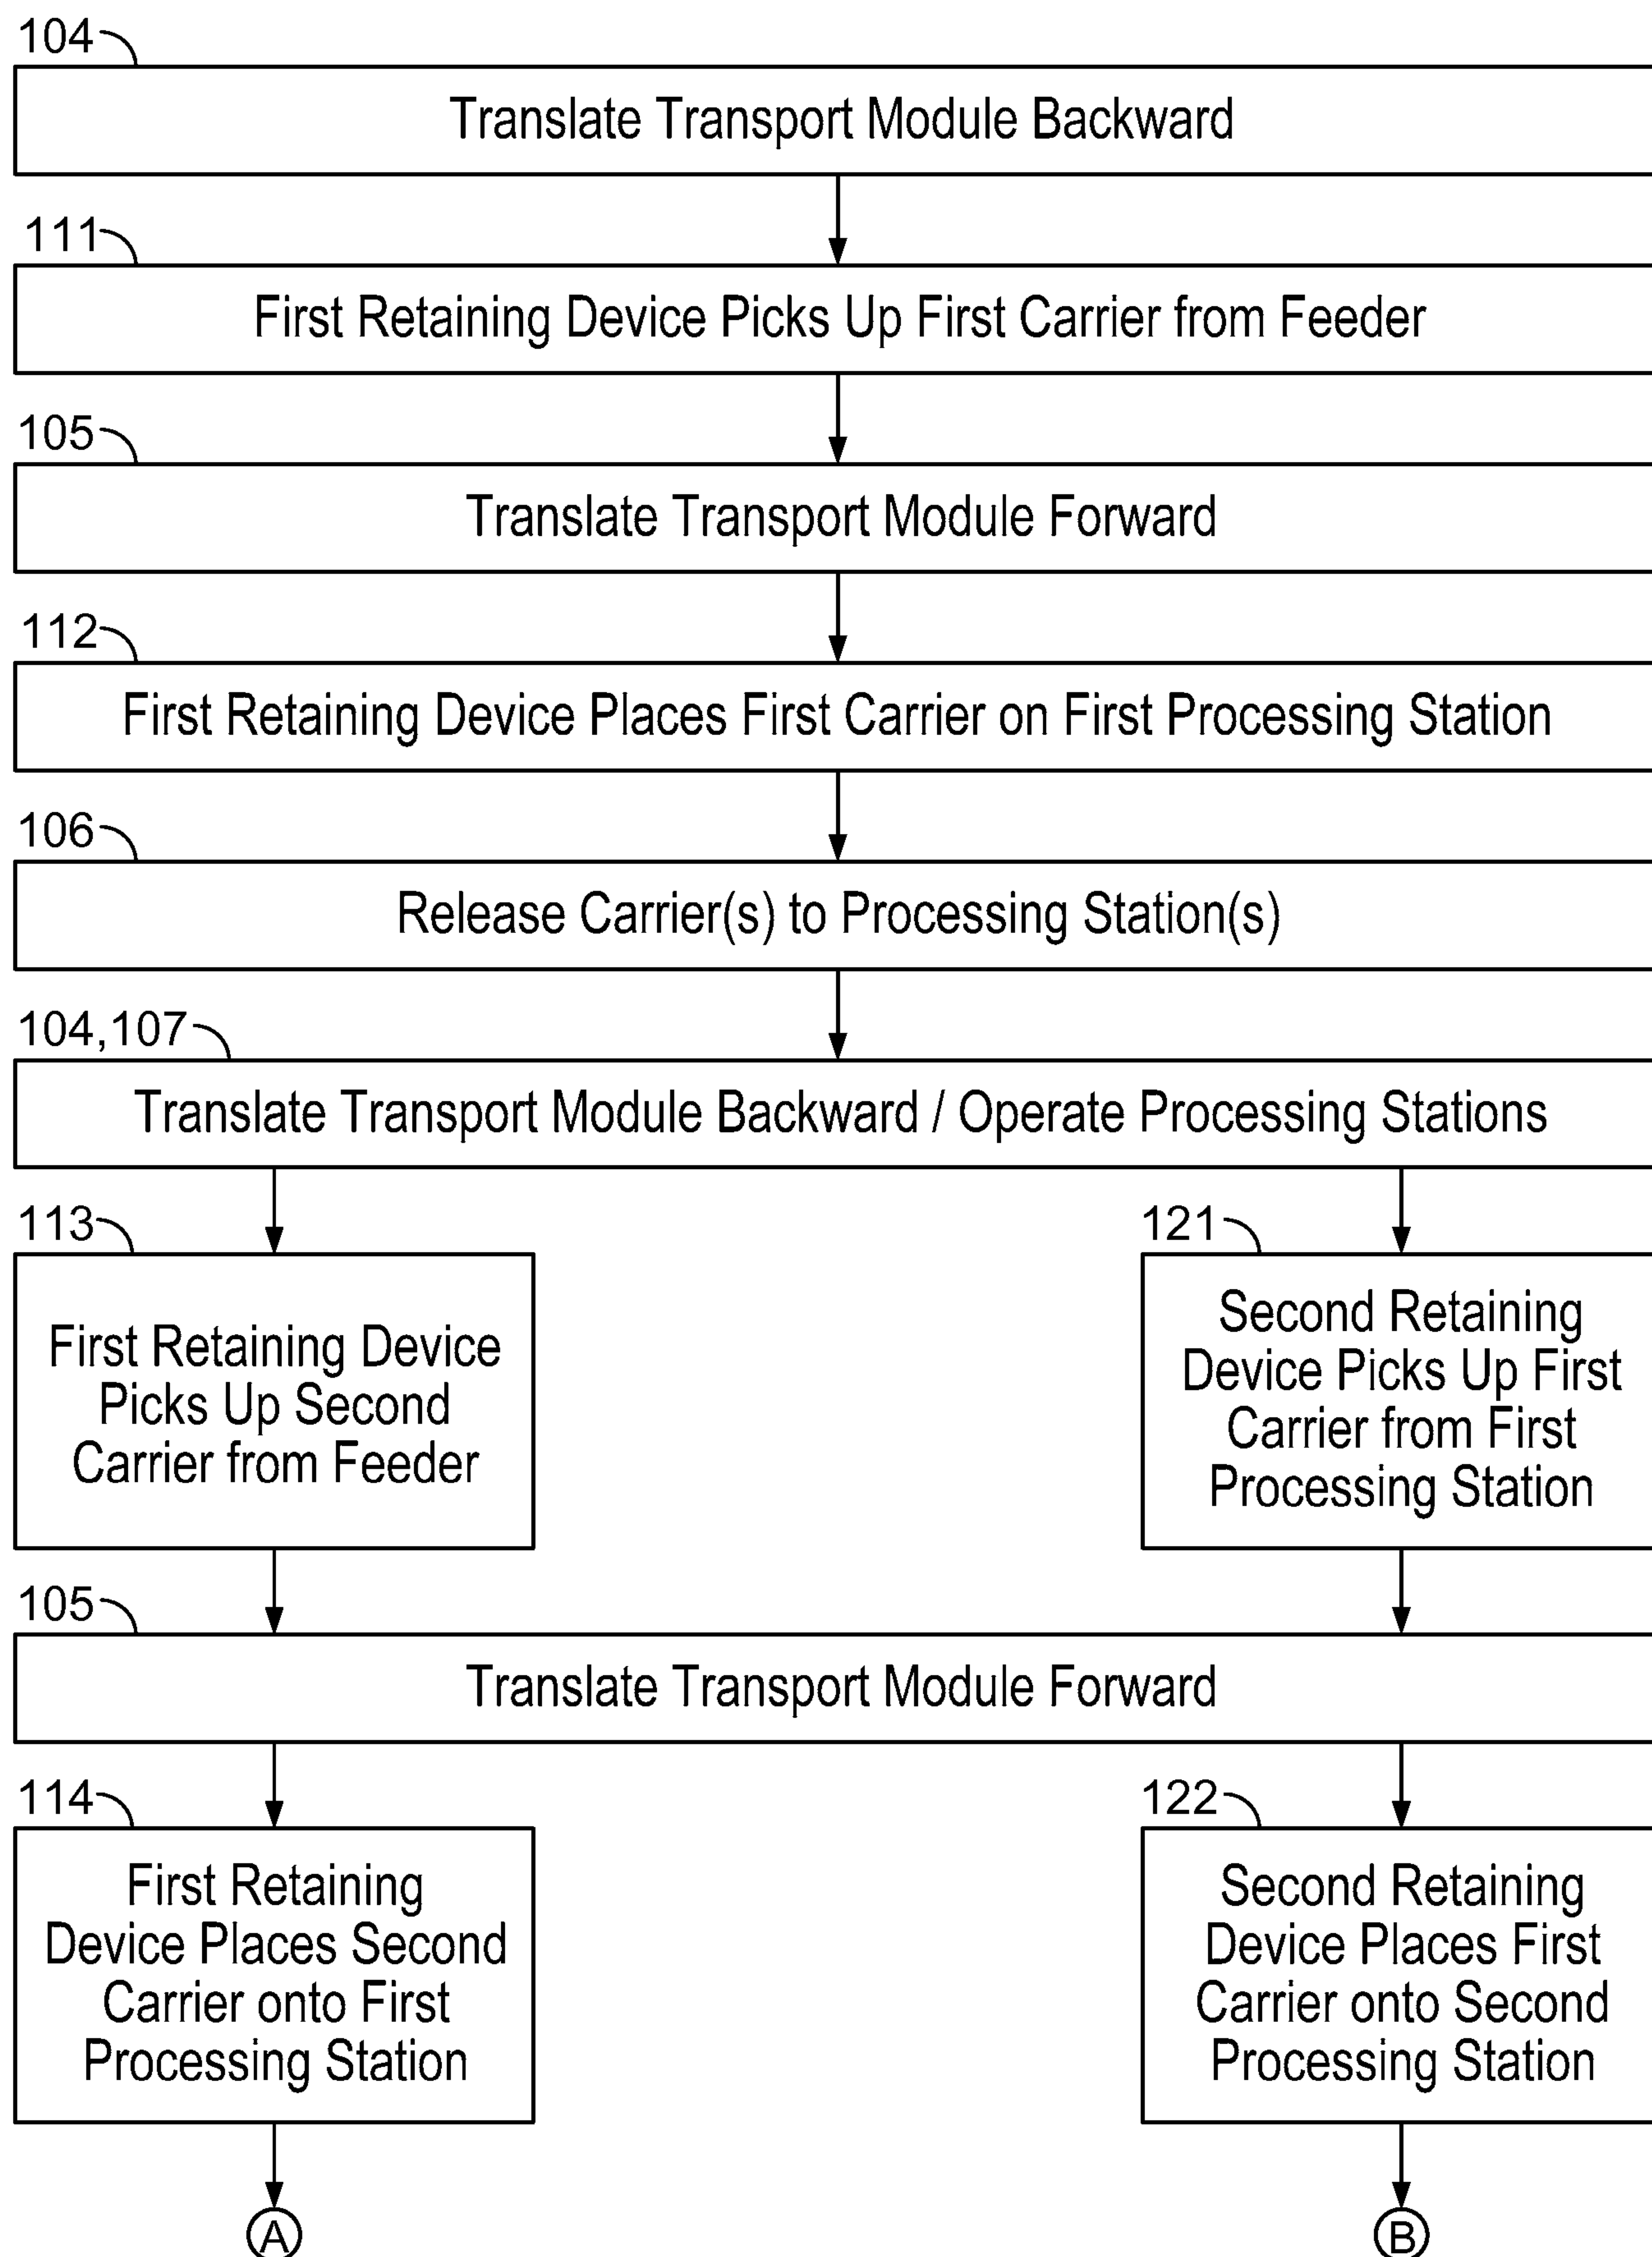 104
Translate Transport Module Backward
111
First Retaining Device Picks Up First Carrier from Feeder
105
Translate Transport Module Forward
112
First Retaining Device Places First Carrier on First Processing Station
106
Release Carrier(s) to Processing Station(s)
104,107
Translate Transport Module Backward / Operate Processing Stations
113
First Retaining Device
Picks Up Second
Carrier from Feeder
121
Second Retaining
Device Picks Up First
Carrier from First
Processing Station
105
Translate Transport Module Forward
114
First Retaining
Device Places Second
Carrier onto First
Processing Station
122
Second Retaining
Device Places First
Carrier onto Second
Processing Station
A
B